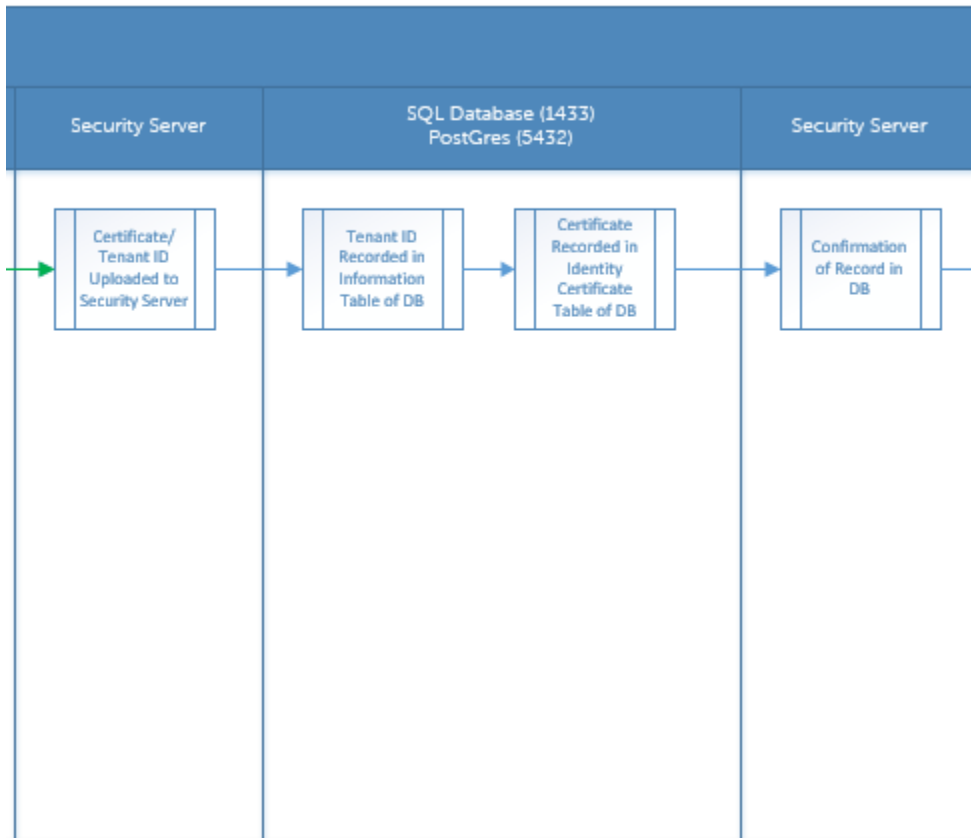 Security Server
SQL Database (1433)
PostGres (5432)
Security Server
Certificate/
Tenant ID
Uploaded to
Security Server
Tenant ID
Recorded in
Information
Table of DB
Certificate
Recorded in
Identity
Certificate
Table of DB
Confirmation
of Record in
DB